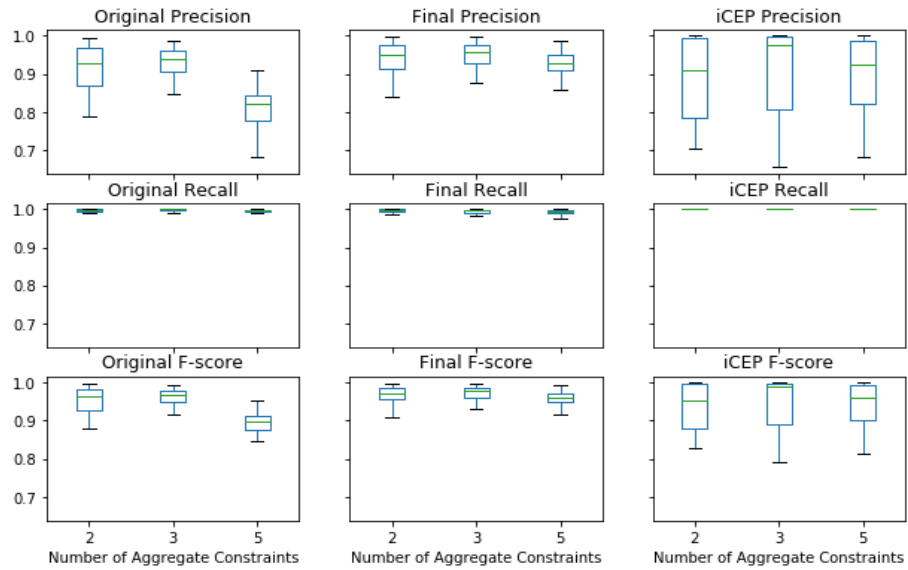 Original Precision Final Precision iCEP Precision
1.0
0.9
0.8
0.7
Original Recall Final Recall iCEP Recall
1.0
0.9
0.8
0.7
Original F-score Final F-score iCEP F-score
1.0
0.9
0.8
0.7
2 3 5 2 3 5 2 3 5
Number of Aggregate Constraints Number of Aggregate Constraints Number of Aggregate Constraints